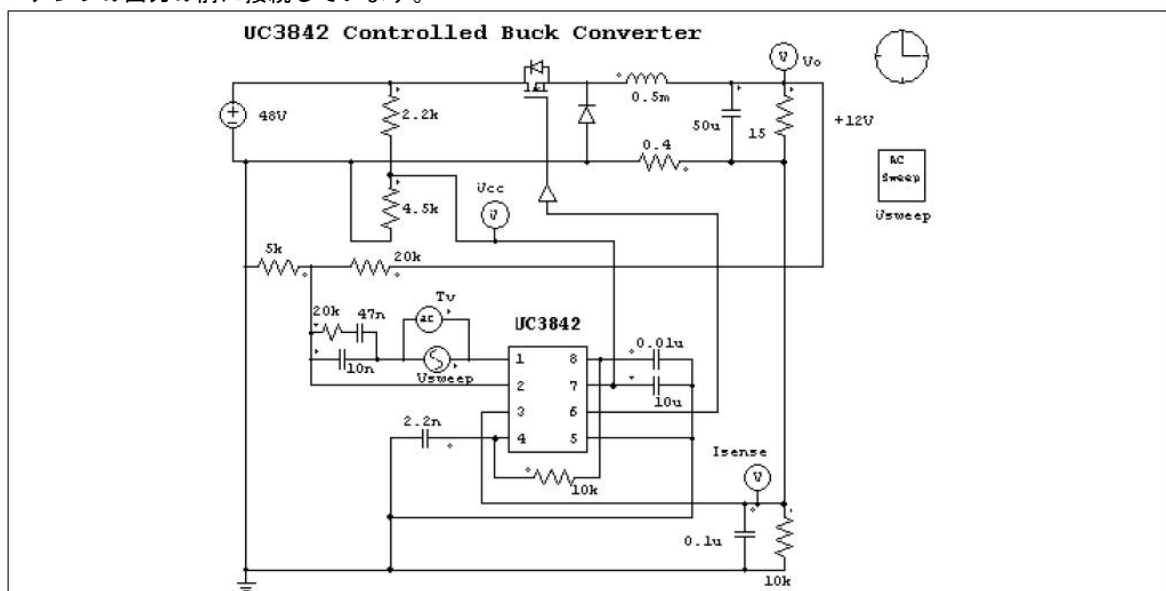 UC3842 Controlled Buck Converter
V
Vo
48V
2.2k
0.5m
50u
15
+12V
0.4
AC
Sweep
Vsweep
Vcc
V
4.5k
5k
20k
Tv
20k
47n
AC
UC3842
10n
Vsweep
1
8
0.01u
2
7
10u
3
6
2.2n
4
5
Isense
V
10k
0.1u
10k